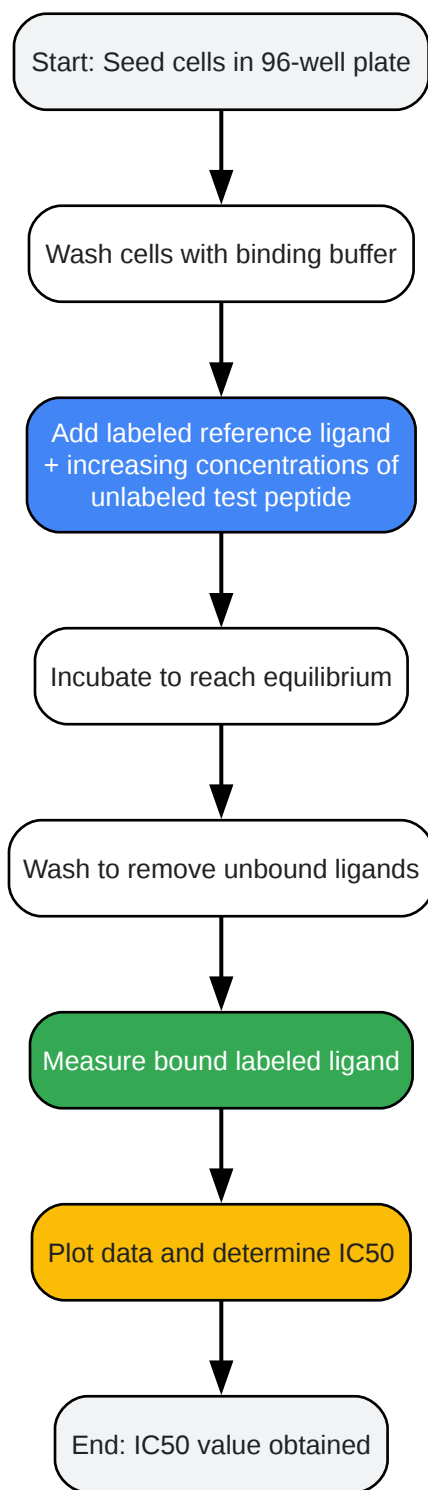 Start: Seed cells in 96-well plate
Wash cells with binding buffer
Add labeled reference ligand
+ increasing concentrations of
unlabeled test peptide
Incubate to reach equilibrium
Wash to remove unbound ligands
Measure bound labeled ligand
Plot data and determine IC50
End: IC50 value obtained